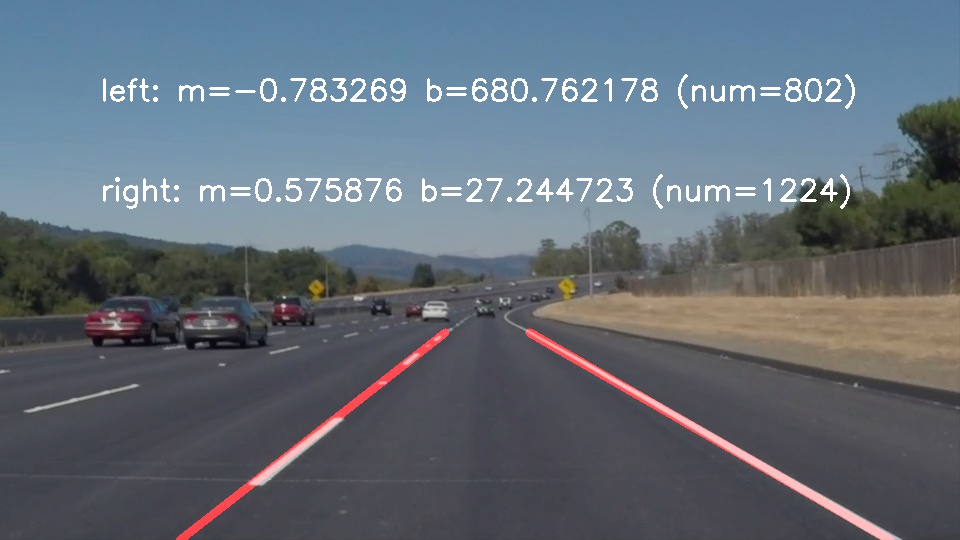 left: m=-0.783269 b=680.762178 (num=802)
right: m=0.575876 b=27.244723 (num=1224)